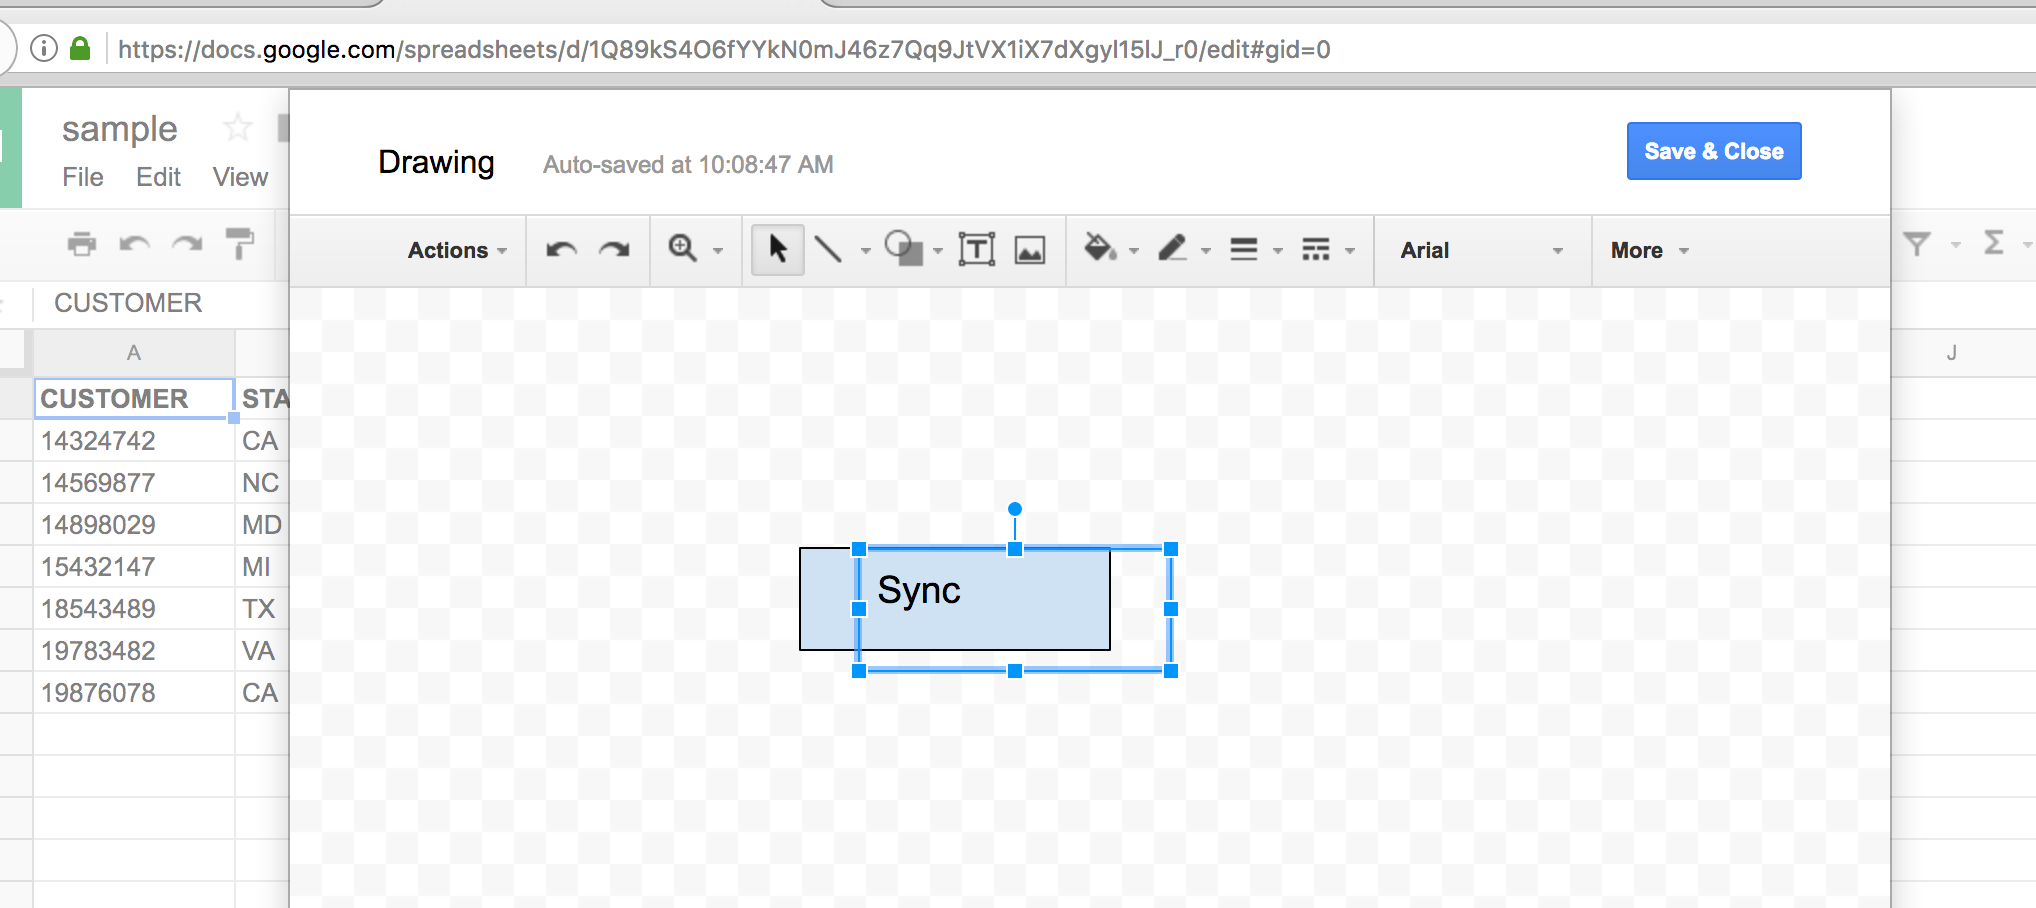 https://docs.google.com/spreadsheets/d/1Q89kS4O6fYYkN0mJ46z7Qq9JtVX1iX7dXgyl15lJ_r0/edit#gid=0
sample
File Edit View
Drawing Auto-saved at 10:08:47 AM
Save & Close
Actions Arial More
CUSTOMER
A J
CUSTOMER STA
14324742 CA
14569877 NC
14898029 MD
15432147 MI
18543489 TX
19783482 VA
19876078 CA
Sync